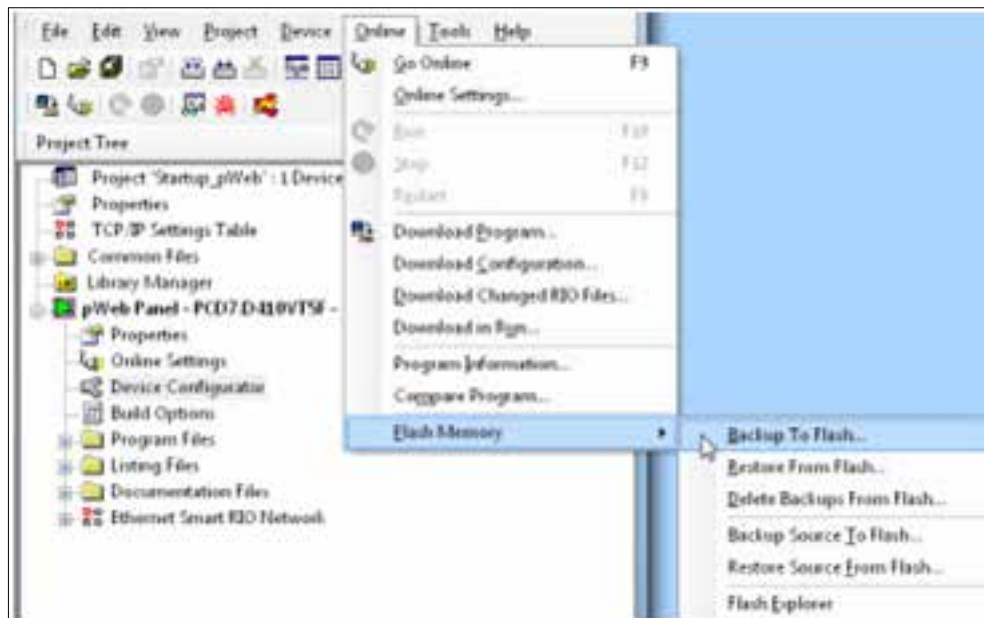 File Edit View Project Device Online Tools Help
Project Tree
Project 'Startup_pWeb' : 1 Device
Properties
TCP/IP Settings Table
Common Files
Library Manager
pWeb Panel - PCD7.D410VT5F -
Properties
Online Settings
Device Configurator
Build Options
Program Files
Listing Files
Documentation Files
Ethernet Smart RIO Network
Go Online F9
Online Settings...
Run F10
Stop F12
Restart
Download Program...
Download Configuration...
Download Changed RIO Files...
Download in Run...
Program Information...
Compare Program...
Flash Memory
Backup To Flash...
Restore From Flash...
Delete Backups From Flash...
Backup Source To Flash...
Restore Source From Flash...
Flash Explorer